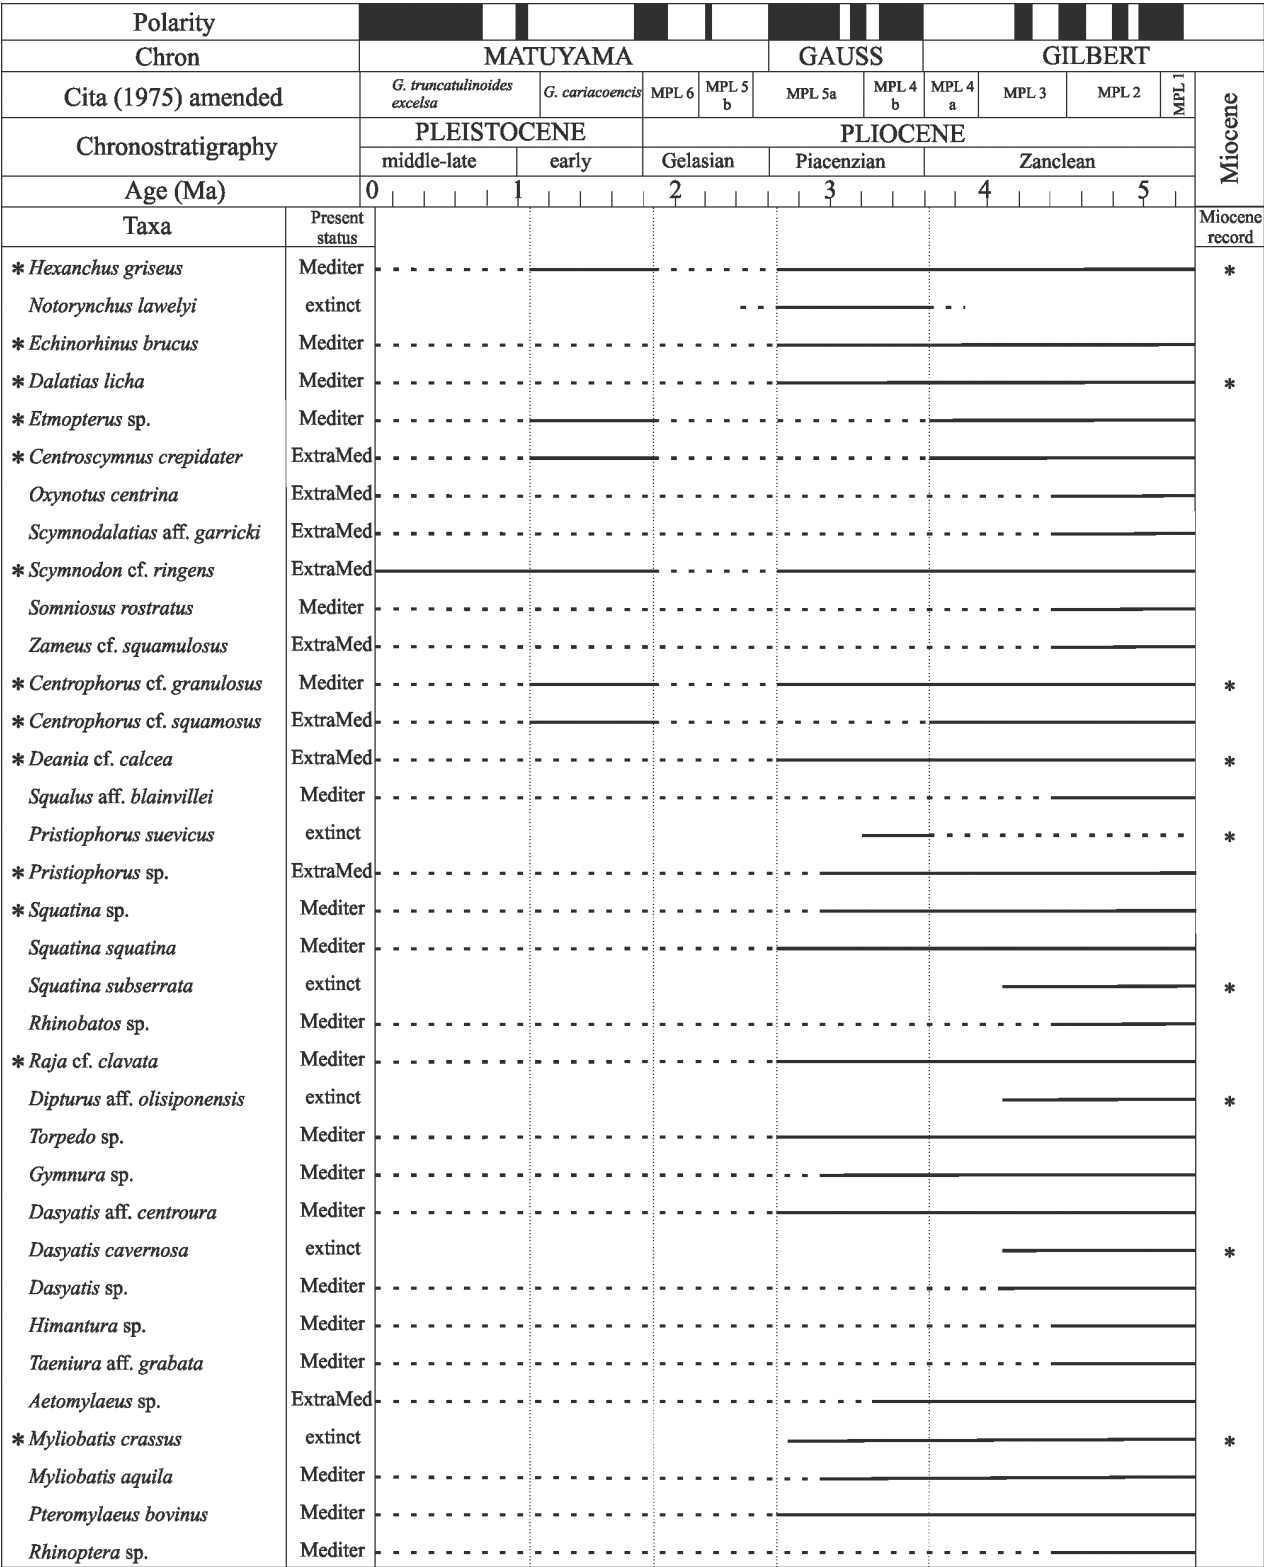 Polarity
Chron MATUYAMA GAUSS GILBERT
Cita (1975) amended G. truncatulinoides excelsa G. cariacoencis MPL 6 MPL 5 b MPL 5a MPL 4 b MPL 4 a MPL 3 MPL 2 MPL 1
Miocene
Chronostratigraphy PLEISTOCENE PLIOCENE
middle-late early Gelasian Piacenzian Zanclean
Age (Ma) 0 1 2 3 4 5
Taxa Present status Miocene record
* Hexanchus griseus Mediter *
Notorynchus lawelyi extinct
* Echinorhinus brucus Mediter
* Dalatias licha Mediter *
* Etmopterus sp. Mediter
* Centroscymnus crepidater ExtraMed
Oxynotus centrina ExtraMed
Scymnodalatias aff. garricki ExtraMed
* Scymnodon cf. ringens ExtraMed
Somniosus rostratus Mediter
Zameus cf. squamulosus ExtraMed
* Centrophorus cf. granulosus Mediter *
* Centrophorus cf. squamosus ExtraMed
* Deania cf. calcea ExtraMed *
Squalus aff. blainvillei Mediter
Pristiophorus suevicus extinct *
* Pristiophorus sp. ExtraMed
* Squatina sp. Mediter
Squatina squatina Mediter
Squatina subserrata extinct *
Rhinobatos sp. Mediter
* Raja cf. clavata Mediter
Dipturus aff. olisiponensis extinct *
Torpedo sp. Mediter
Gymnura sp. Mediter
Dasyatis aff. centroura Mediter
Dasyatis cavernosa extinct *
Dasyatis sp. Mediter
Himantura sp. Mediter
Taeniura aff. grabata Mediter
Aetomylaeus sp. ExtraMed
* Myliobatis crassus extinct *
Myliobatis aquila Mediter
Pteromylaeus bovinus Mediter
Rhinoptera sp. Mediter